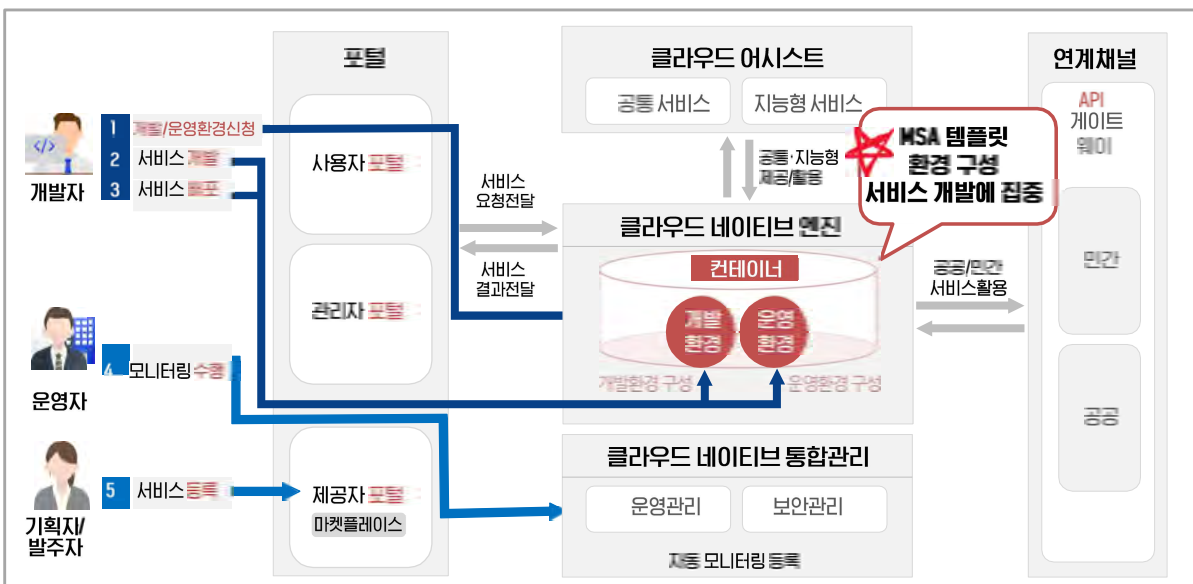 포털
클라우드 어시스트
연계채널
공통 서비스
지능형 서비스
API
게이트
웨이
1 개발/운영환경신청
2 서비스 개발
3 서비스 배포
개발자
사용자 포털
서비스
요청전달
서비스
결과전달
공통·지능형
제공/활용
MSA 템플릿
환경 구성
서비스 개발에 집중
클라우드 네이티브 엔진
컨테이너
개발
환경
운영
환경
개발환경 구성
운영환경 구성
공공/민간
서비스활용
민간
공공
관리자 포털
4 모니터링 수행
운영자
5 서비스 등록
기획자/
발주자
제공자 포털
마켓플레이스
클라우드 네이티브 통합관리
운영관리
보안관리
자동 모니터링 등록